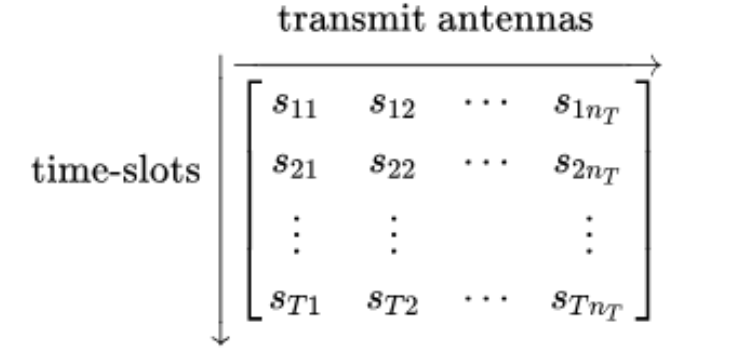 transmit antennas
s11 s12 ⋯ s1nT
time-slots s21 s22 ⋯ s2nT
⋮ ⋮ ⋮
sT1 sT2 ⋯ sTnT